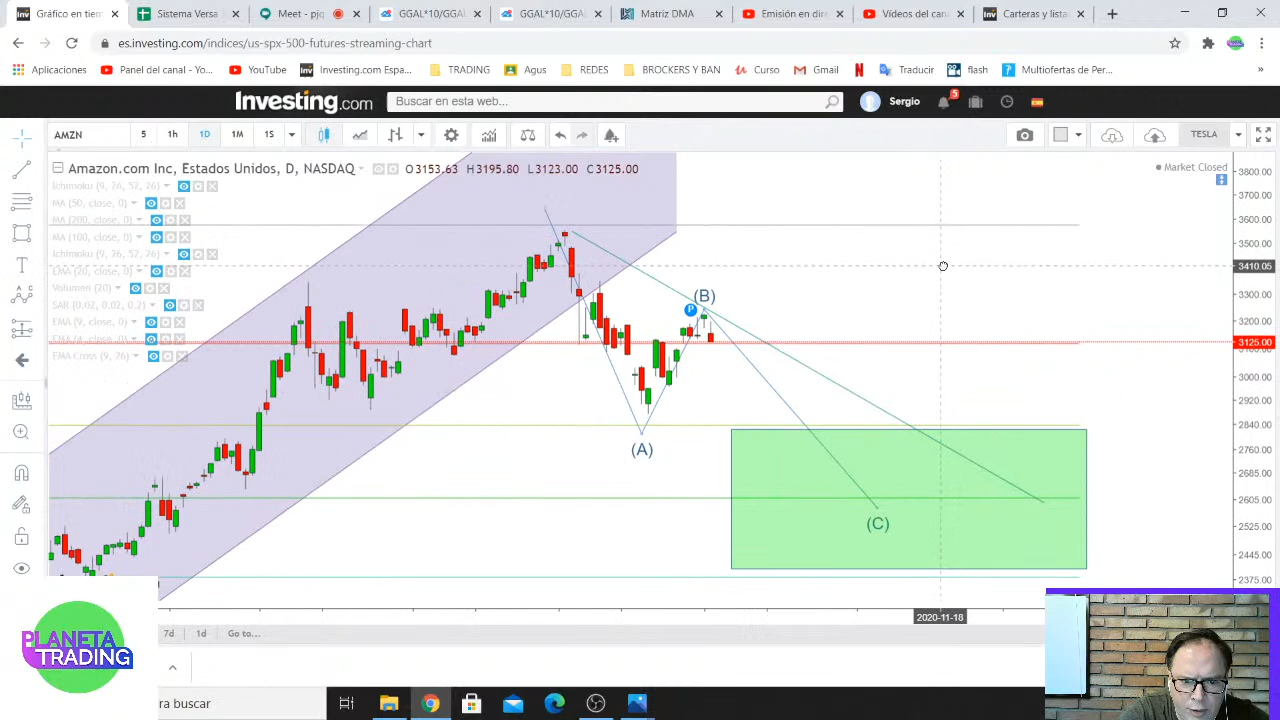 Gráfico en tiem
Sistema Versa
Meet - pjq
GGAL*10/GGAL
GGAL*10/GGAL
Matriz DMA
Emisión en dire
Vídeos del cana
Carteras y listas
es.investing.com/indices/us-spx-500-futures-streaming-chart
Aplicaciones
Panel del canal - Yo...
YouTube
Investing.com Espa...
TRADING
Agus
REDES
BROCKERS Y BAN
Curso
Gmail
Traducir
flash
Multiofertas de Per...
Investing.com
Buscar en esta web...
Sergio
5
AMZN
5
1h
1D
1M
1S
TESLA
Amazon.com Inc, Estados Unidos, D, NASDAQ
O3153.63 H3195.80 L3123.00 C3125.00
Market Closed
Ichimoku (9, 26, 52, 26)
MA (50, close, 0)
MA (200, close, 0)
MA (100, close, 0)
Ichimoku (9, 26, 52, 26)
EMA (20, close, 0)
Volumen (20)
SAR (0.02, 0.02, 0.2)
EMA (9, close, 0)
EMA (4, close, 0)
EMA Cross (9, 26)
3800.00
3700.00
3600.00
3500.00
3410.05
3300.00
3200.00
3125.00
3000.00
2920.00
2840.00
2760.00
2685.00
2605.00
2525.00
2445.00
2375.00
P
(B)
(A)
(C)
2020-11-18
7d
1d
Go to...
PLANETA
TRADING
ra buscar